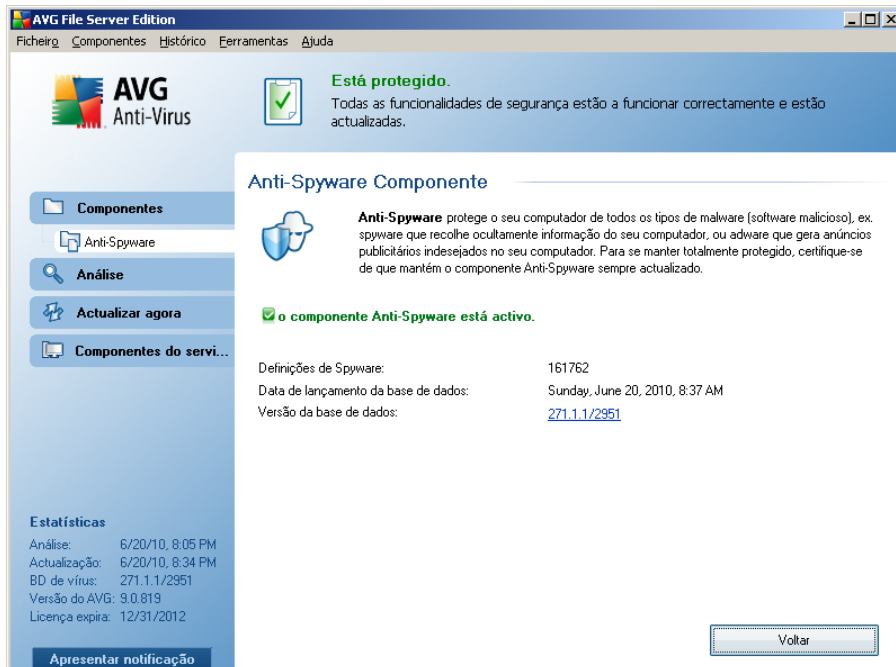 AVG File Server Edition
Ficheiro Componentes Histórico Ferramentas Ajuda
AVG
Anti-Virus
Está protegido.
Todas as funcionalidades de segurança estão a funcionar correctamente e estão
actualizadas.
Componentes
Anti-Spyware
Análise
Actualizar agora
Componentes do servi...
Anti-Spyware Componente
Anti-Spyware protege o seu computador de todos os tipos de malware (software malicioso), ex.
spyware que recolhe ocultamente informação do seu computador, ou adware que gera anúncios
publicitários indesejados no seu computador. Para se manter totalmente protegido, certifique-se
de que mantém o componente Anti-Spyware sempre actualizado.
o componente Anti-Spyware está activo.
Definições de Spyware: 161762
Data de lançamento da base de dados: Sunday, June 20, 2010, 8:37 AM
Versão da base de dados: 271.1.1/2951
Estatísticas
Análise: 6/20/10, 8:05 PM
Actualização: 6/20/10, 8:34 PM
BD de vírus: 271.1.1/2951
Versão do AVG: 9.0.819
Licença expira: 12/31/2012
Apresentar notificação
Voltar